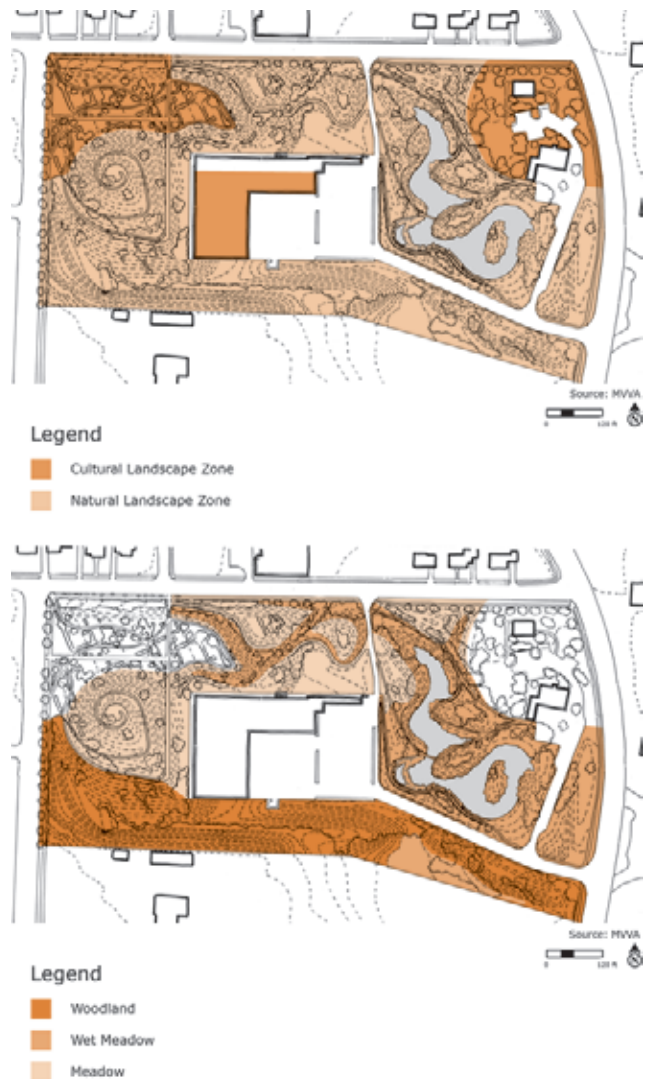 Source: MVVA
0 120 ft
Legend
Cultural Landscape Zone
Natural Landscape Zone
Source: MVVA
0 120 ft
Legend
Woodland
Wet Meadow
Meadow